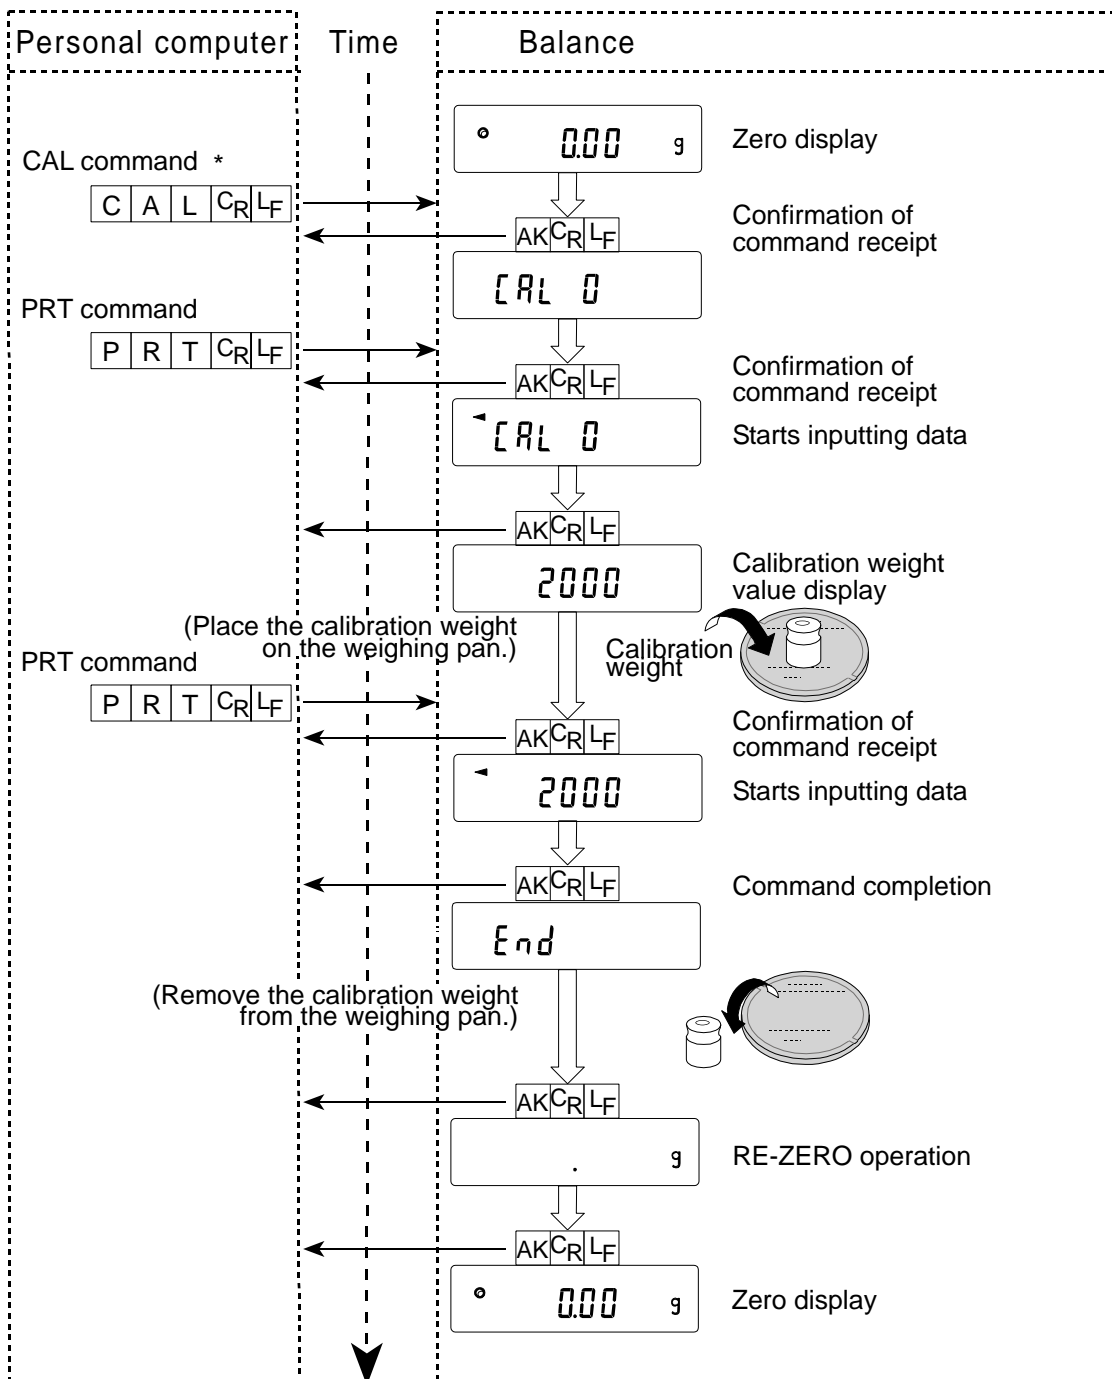 Personal computer
Time
Balance
0.00 g
Zero display
CAL command *
C A L CR LF
Confirmation of
command receipt
AK CR LF
CAL 0
PRT command
P R T CR LF
Confirmation of
command receipt
AK CR LF
CAL 0
Starts inputting data
AK CR LF
2000
Calibration weight
value display
(Place the calibration weight
on the weighing pan.)
Calibration
weight
PRT command
P R T CR LF
Confirmation of
command receipt
AK CR LF
2000
Starts inputting data
AK CR LF
Command completion
End
(Remove the calibration weight
from the weighing pan.)
AK CR LF
. g
RE-ZERO operation
AK CR LF
0.00 g
Zero display